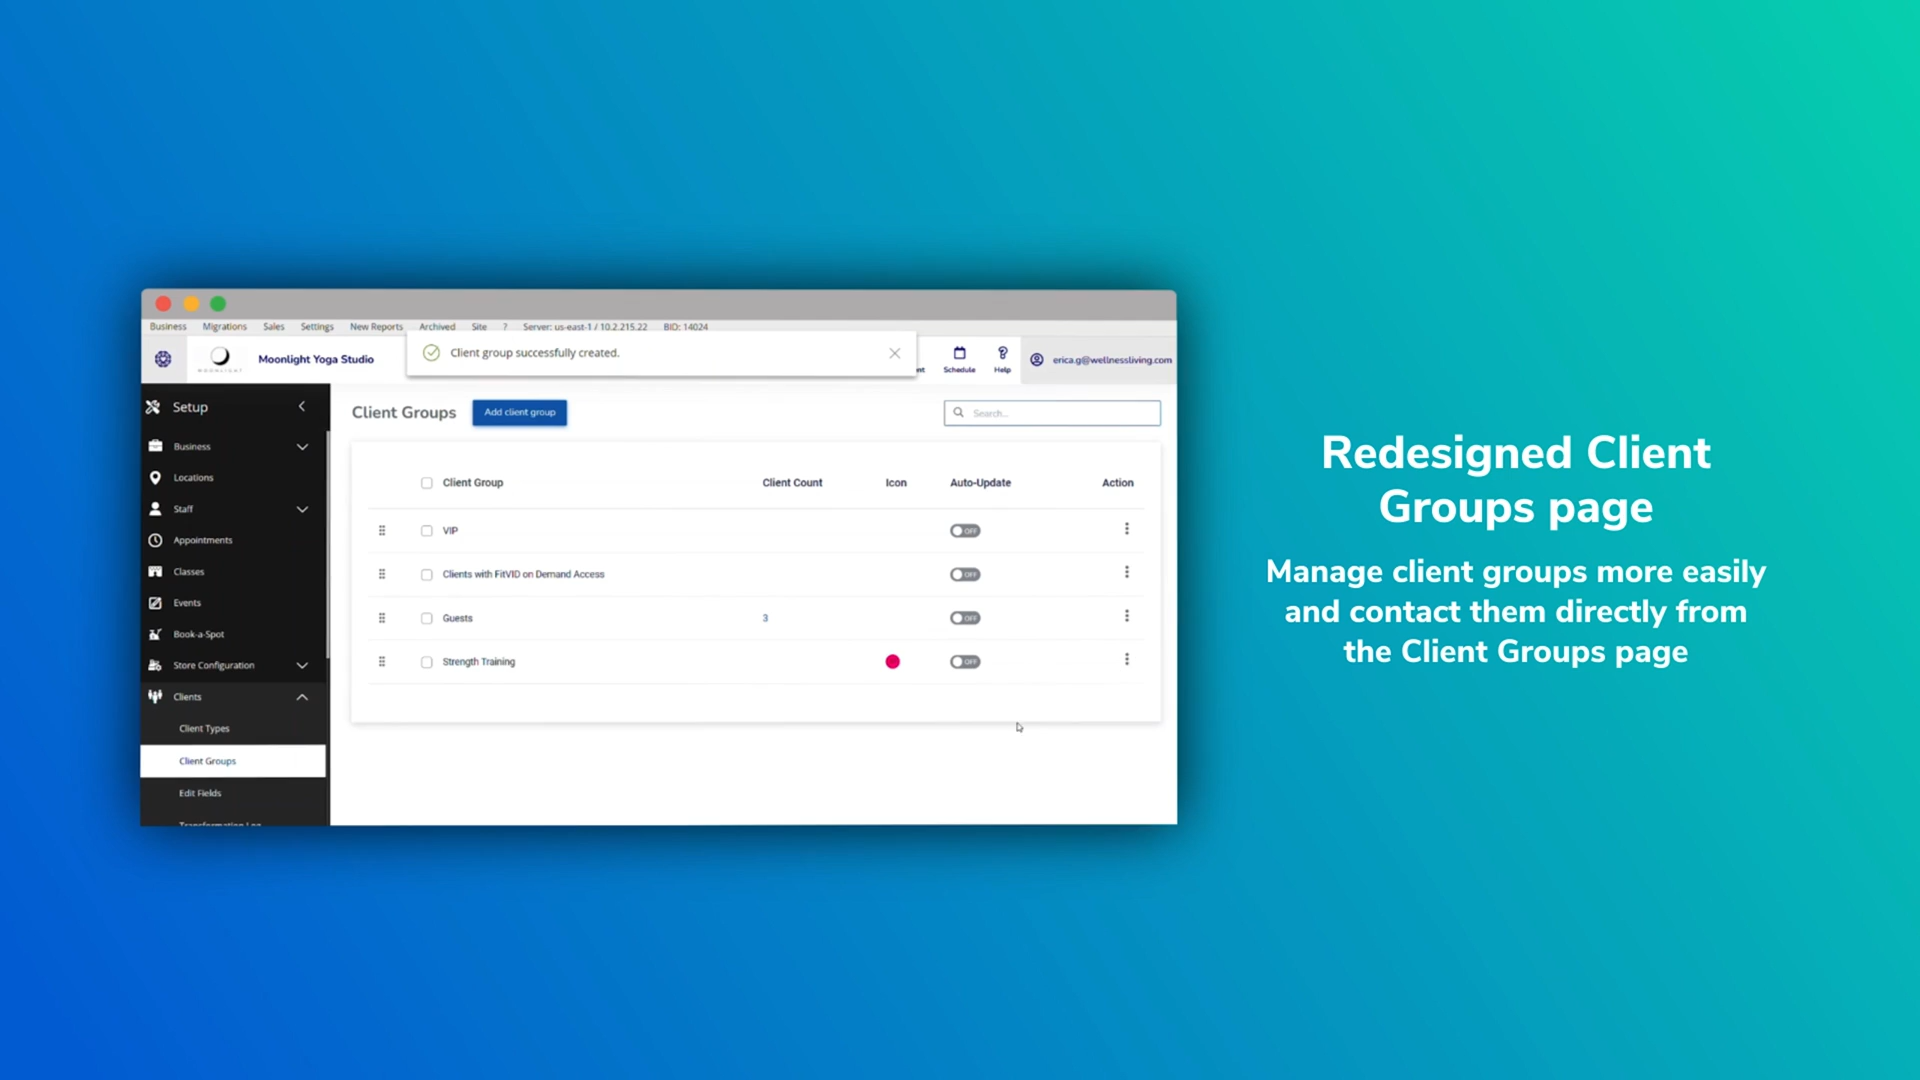 Business Migrations Sales Settings New Reports Archived Site ? Server: us-east-1 / 10.2.215.22 BID: 14024
MOONLIGHT
Moonlight Yoga Studio
Client group successfully created.
Schedule
Help
erica.g@wellnessliving.com
Setup
Business
Locations
Staff
Appointments
Classes
Events
Book-a-Spot
Store Configuration
Clients
Client Types
Client Groups
Edit Fields
Client Groups
Add client group
Search...
Client Group Client Count Icon Auto-Update Action
VIP OFF
Clients with FitVID on Demand Access OFF
Guests 3 OFF
Strength Training OFF
Redesigned Client
Groups page
Manage client groups more easily
and contact them directly from
the Client Groups page